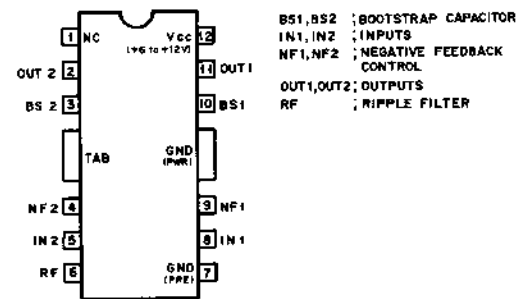 1 NC
Vcc 12
(+6 to +12V)
OUT 2 2
11 OUT1
BS 2 3
10 BS1
TAB
GND
(PWR)
NF2 4
9 NF1
IN2 5
8 IN1
RF 6
GND 7
(PRE)
BS1,BS2 ; BOOTSTRAP CAPACITOR
IN1, IN2 ; INPUTS
NF1,NF2 ; NEGATIVE FEEDBACK
CONTROL
OUT1,OUT2; OUTPUTS
RF ; RIPPLE FILTER